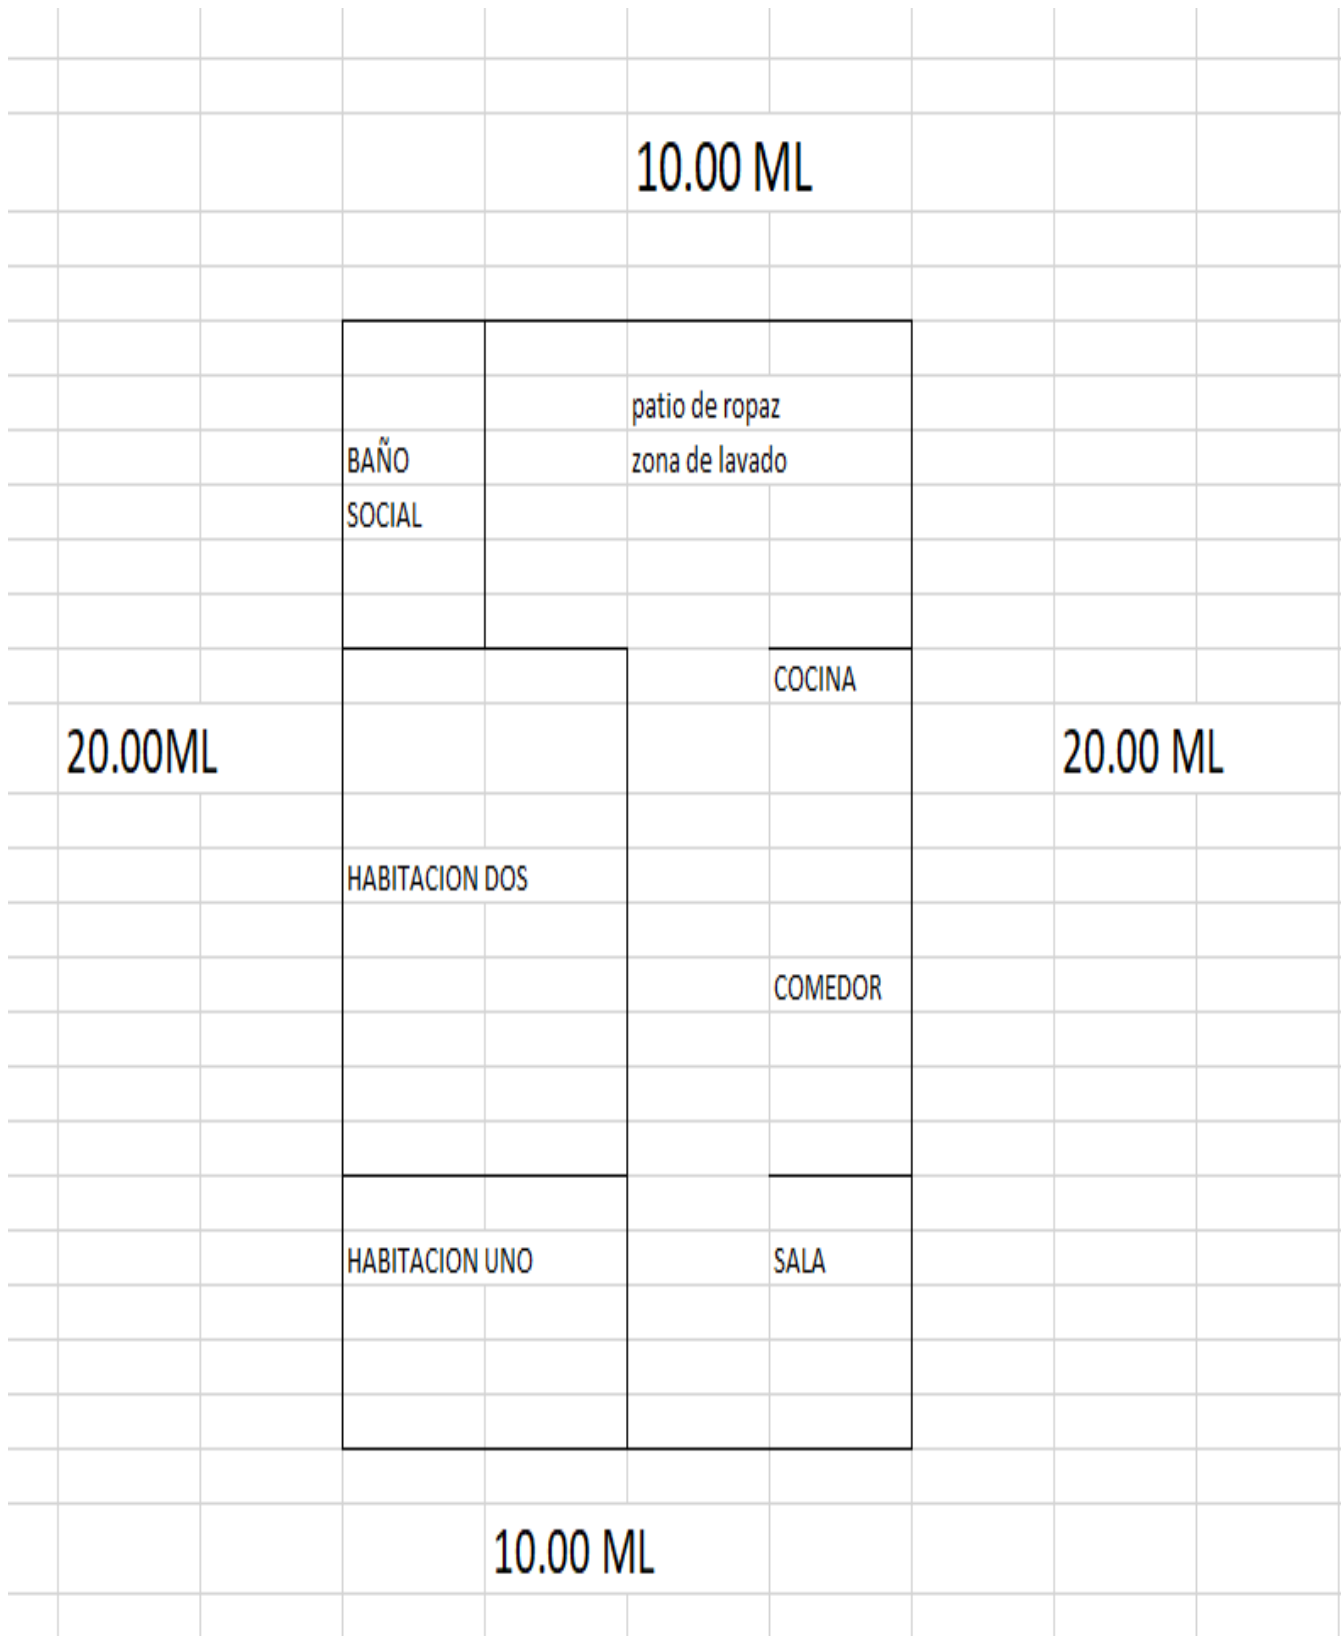 10.00 ML
patio de ropaz
BAÑO
zona de lavado
SOCIAL
COCINA
20.00ML
20.00 ML
HABITACION DOS
COMEDOR
HABITACION UNO
SALA
10.00 ML